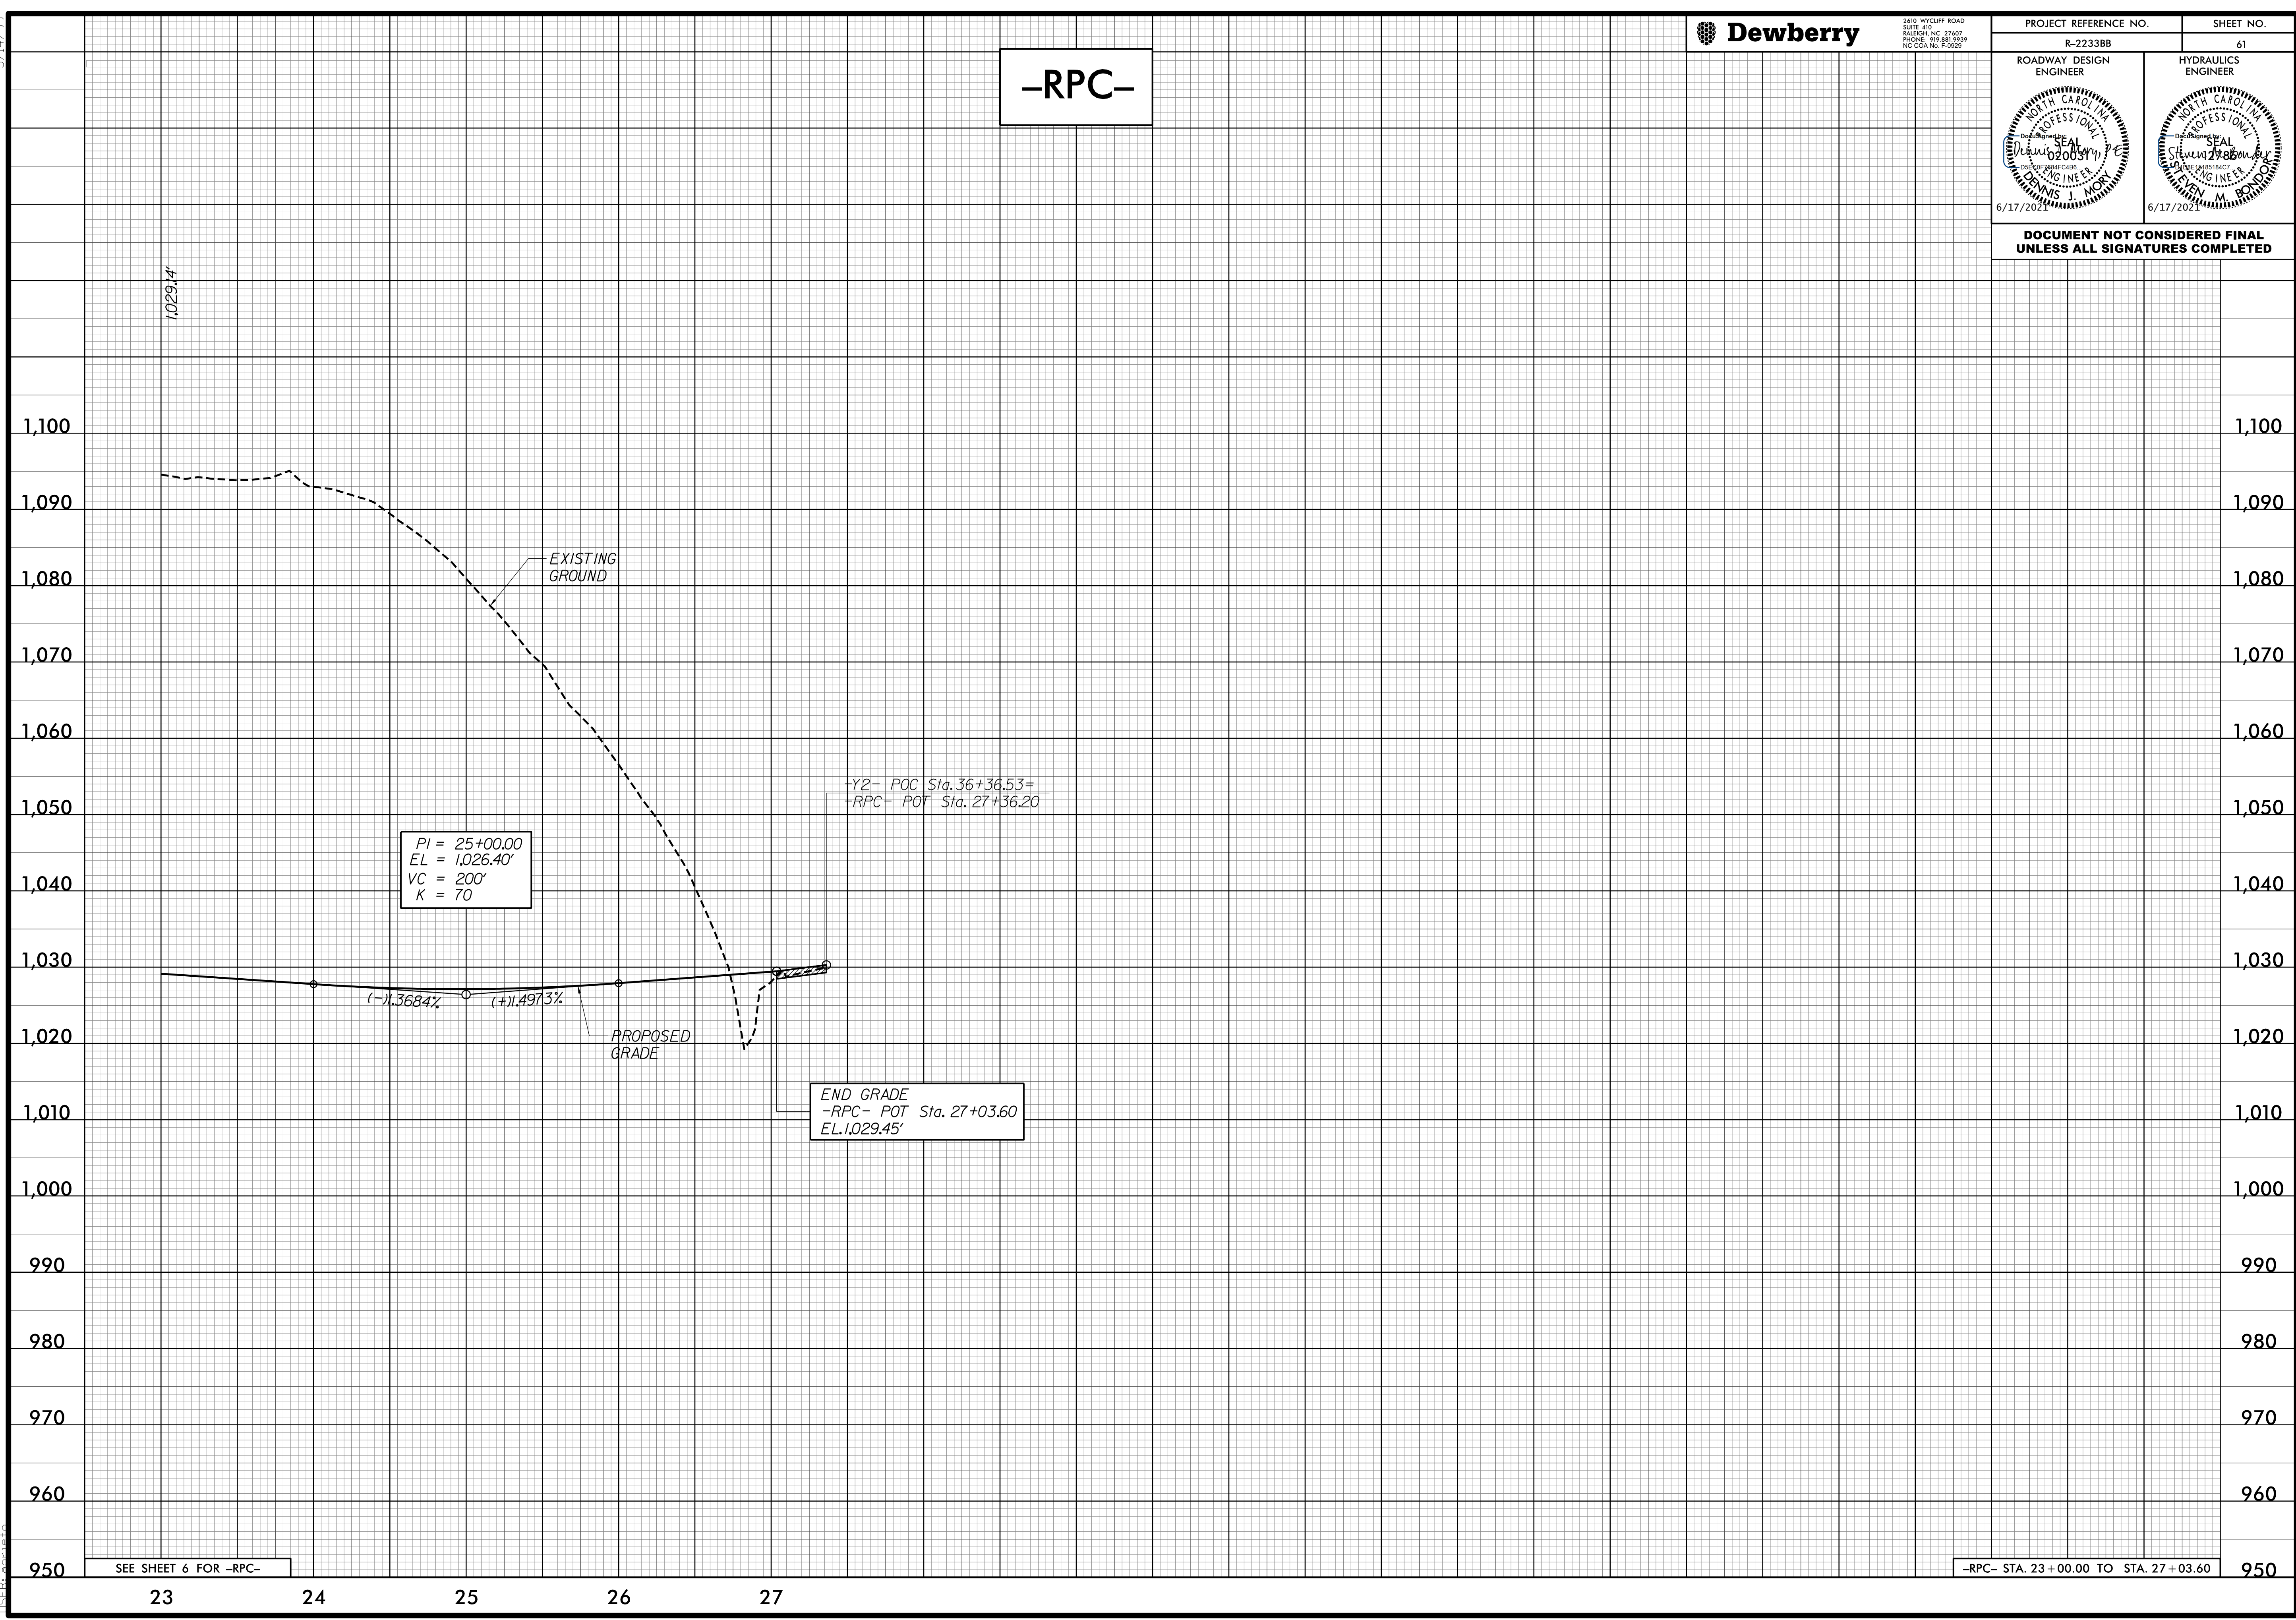 Dewberry
2610 WYCLIFF ROAD
SUITE 410
RALEIGH, NC 27607
PHONE: 919.881.9939
NC COA No. F-0929
PROJECT REFERENCE NO.
SHEET NO.
R–2233BB
61
ROADWAY DESIGN
ENGINEER
HYDRAULICS
ENGINEER
NORTH CAROLINA
PROFESSIONAL
DocuSigned by:
SEAL
020031
ENGINEER
DENNIS J. MORY
6/17/2021
NORTH CAROLINA
PROFESSIONAL
DocuSigned by:
SEAL
12786
ENGINEER
STEVEN M. BONDOR
6/17/2021
DOCUMENT NOT CONSIDERED FINAL
UNLESS ALL SIGNATURES COMPLETED
–RPC–
1,029.14'
1,100
1,100
1,090
1,090
EXISTING
GROUND
1,080
1,080
1,070
1,070
1,060
1,060
-Y2- POC Sta. 36+36.53=
-RPC- POT Sta. 27+36.20
1,050
1,050
PI = 25+00.00
EL = 1,026.40'
VC = 200'
K = 70
1,040
1,040
1,030
1,030
(-)1.3684%
(+)1.4973%
PROPOSED
GRADE
1,020
1,020
END GRADE
-RPC- POT Sta. 27+03.60
EL. 1,029.45'
1,010
1,010
1,000
1,000
990
990
980
980
970
970
960
960
950
950
SEE SHEET 6 FOR –RPC–
–RPC– STA. 23+00.00 TO STA. 27+03.60
23
24
25
26
27